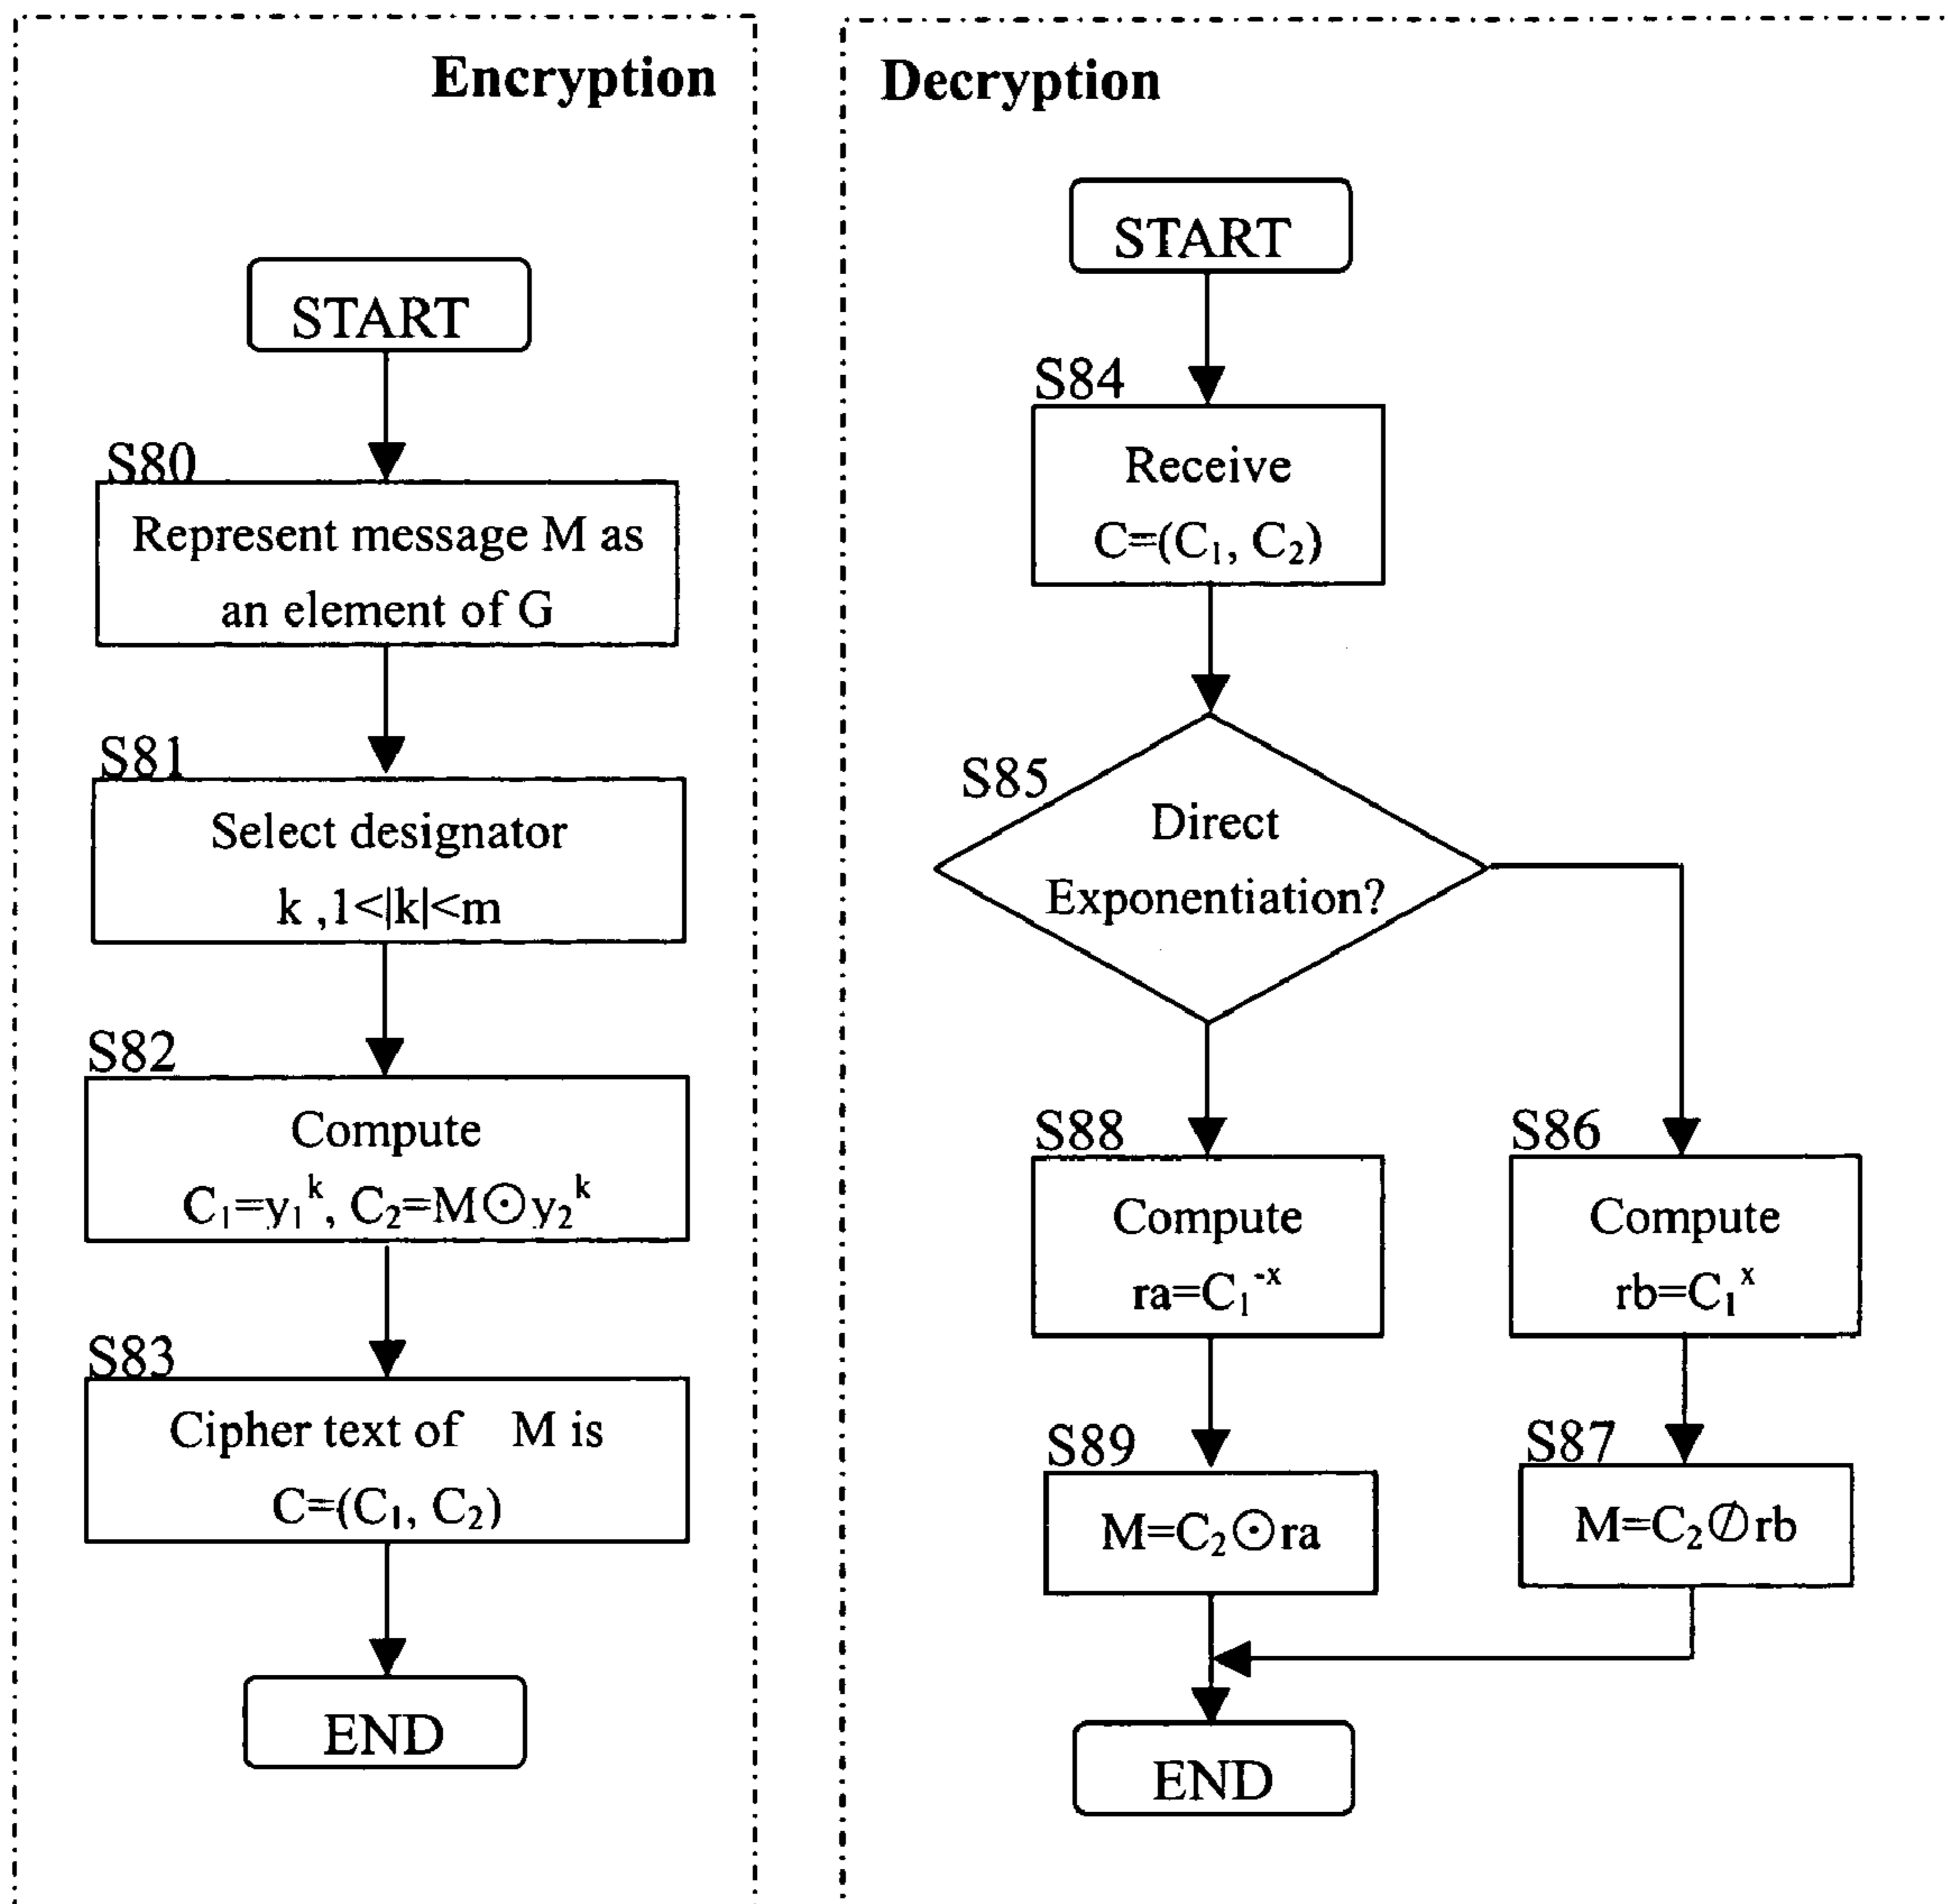 Encryption
START
S80
Represent message M as
an element of G
S81
Select designator
k ,1<|k|<m
S82
Compute
C₁=y₁ᵏ, C₂=M⊙y₂ᵏ
S83
Cipher text of M is
C=(C₁, C₂)
END
Decryption
START
S84
Receive
C=(C₁, C₂)
S85
Direct
Exponentiation?
S88
Compute
ra=C₁⁻ˣ
S89
M=C₂⊙ra
S86
Compute
rb=C₁ˣ
S87
M=C₂⊘rb
END